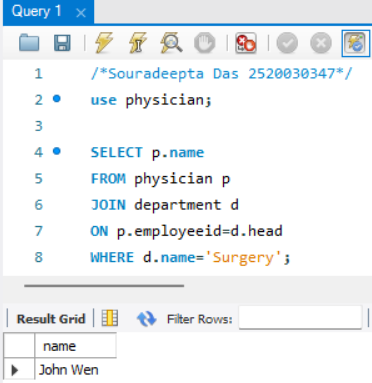 Query 1
1 /*Souradeepta Das 2520030347*/
2 use physician;
3
4 SELECT p.name
5 FROM physician p
6 JOIN department d
7 ON p.employeeid=d.head
8 WHERE d.name='Surgery';
Result Grid Filter Rows:
name
John Wen